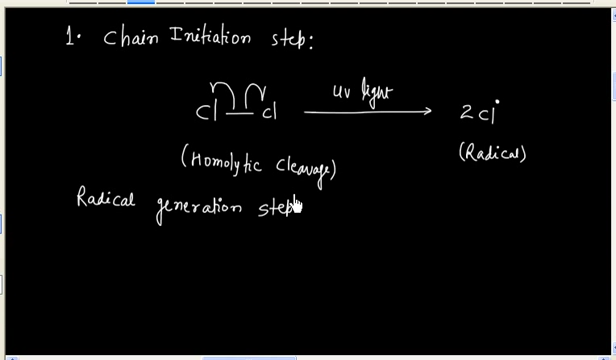 1. Chain Initiation step:
uv light
Cl — Cl ⟶ 2 Cl•
(Homolytic cleavage) (Radical)
Radical generation step